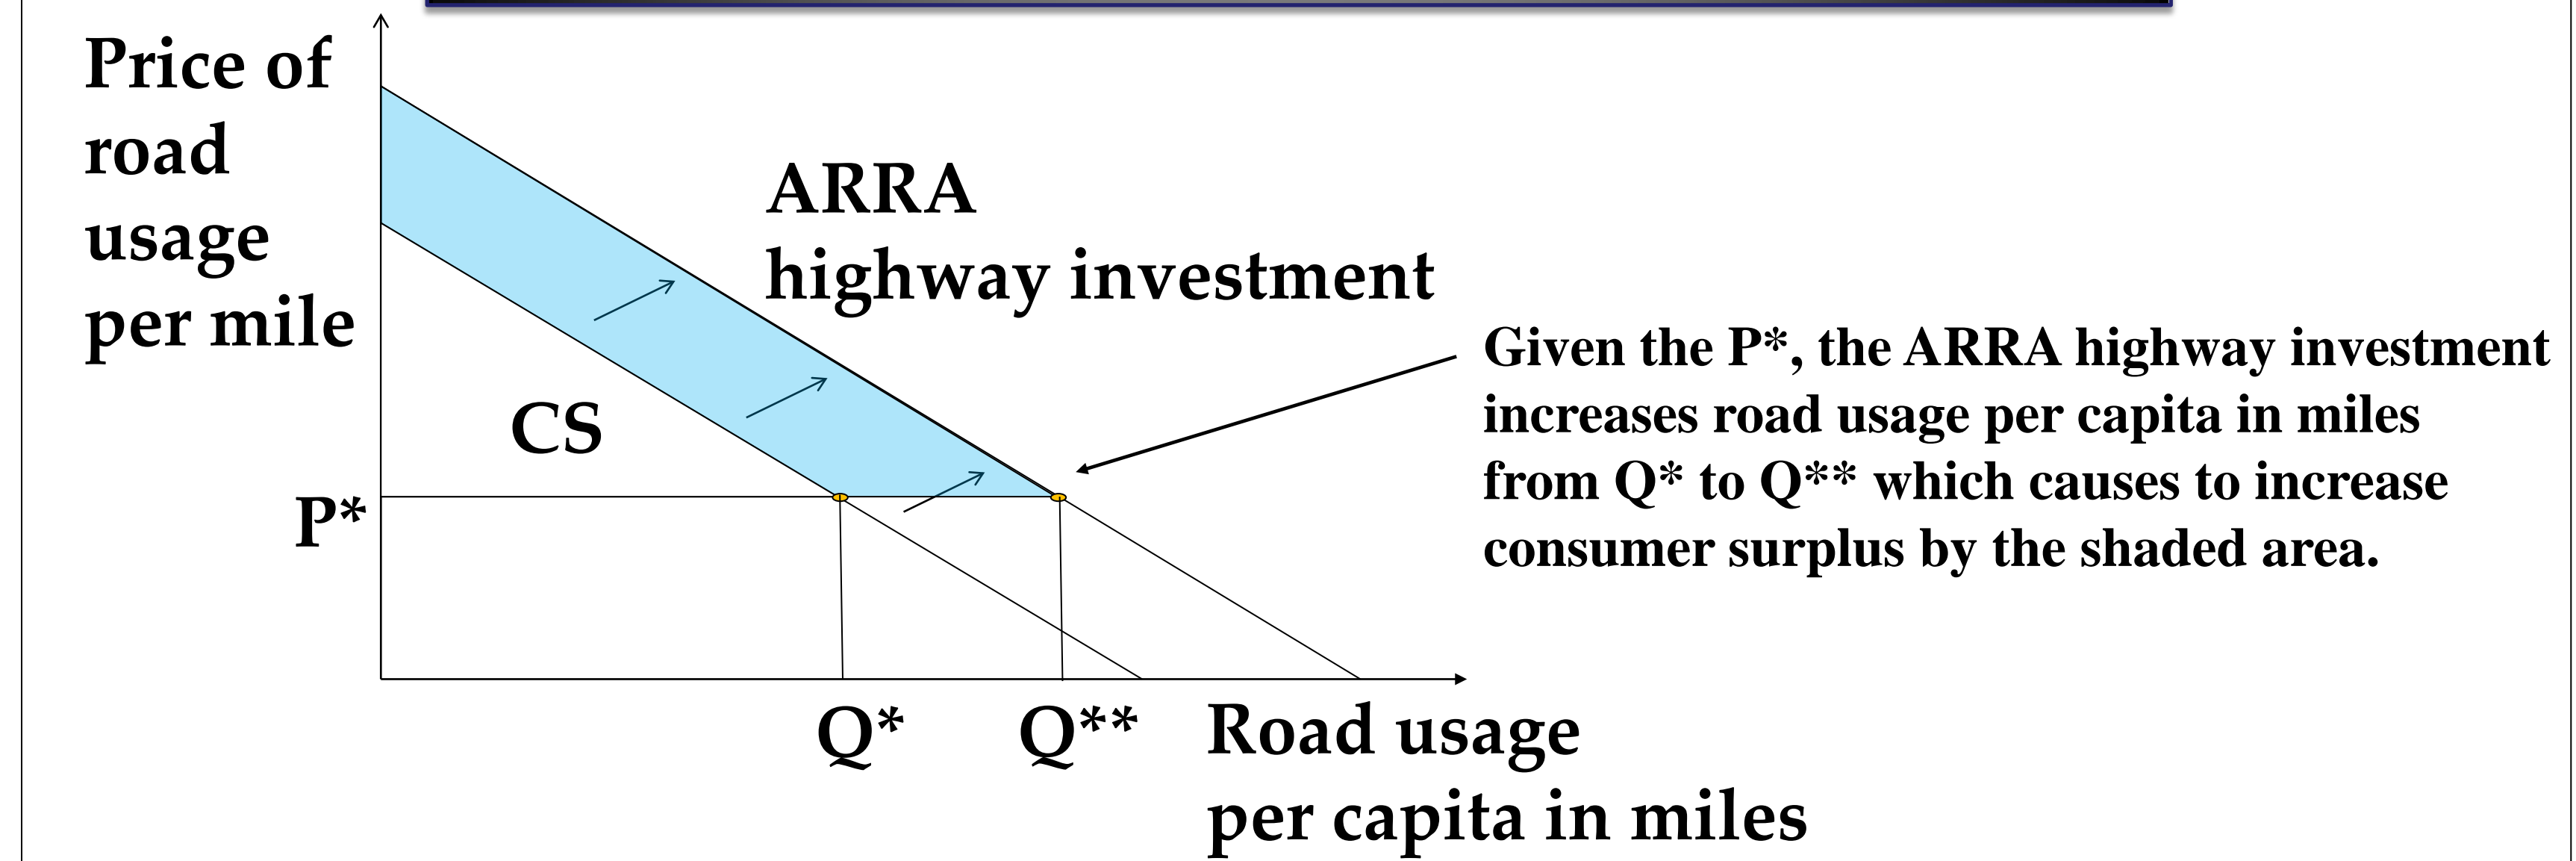 Price of
road
usage
per mile
ARRA
highway investment
Given the P*, the ARRA highway investment
increases road usage per capita in miles
from Q* to Q** which causes to increase
consumer surplus by the shaded area.
CS
P*
Q*
Q**
Road usage
per capita in miles